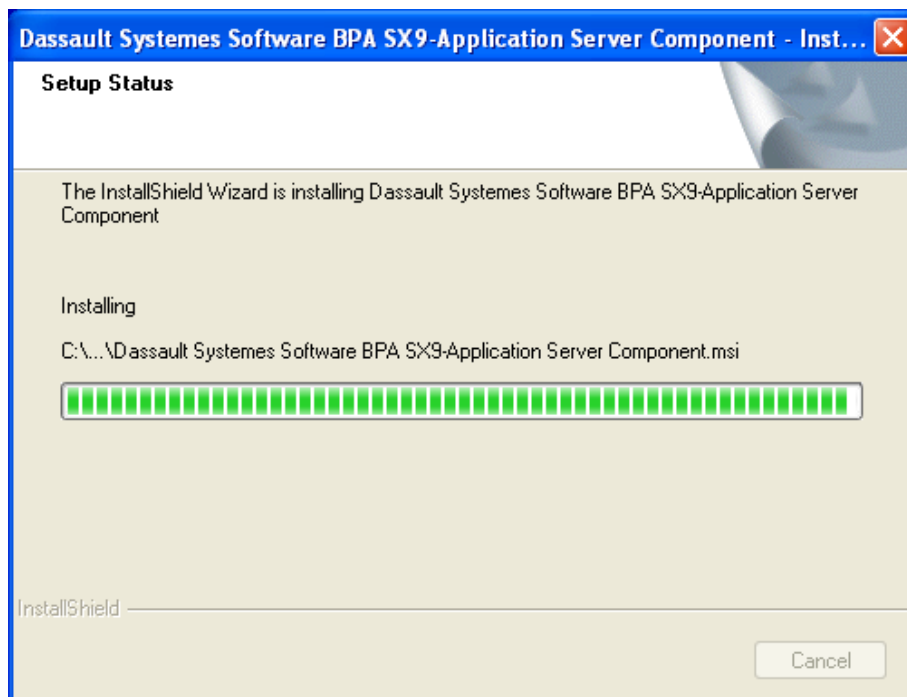 Dassault Systemes Software BPA SX9-Application Server Component - Inst...
Setup Status
The InstallShield Wizard is installing Dassault Systemes Software BPA SX9-Application Server
Component
Installing
C:\...\Dassault Systemes Software BPA SX9-Application Server Component.msi
InstallShield
Cancel